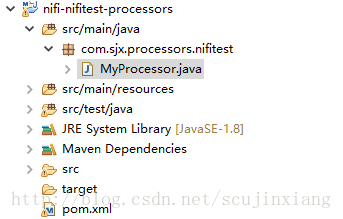 nifi-nifitest-processors
src/main/java
com.sjx.processors.nifitest
MyProcessor.java
src/main/resources
src/test/java
JRE System Library [JavaSE-1.8]
Maven Dependencies
src
target
http://blog.csdn.net/scujinxiang
pom.xml